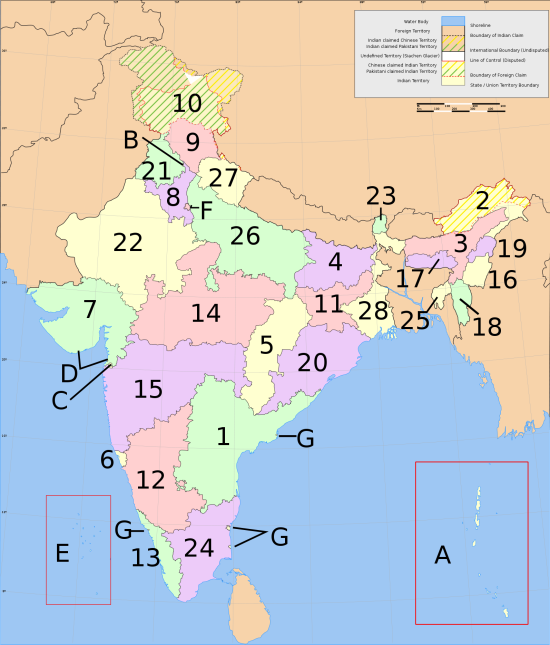 Water Body
Shoreline
Foreign Territory
Boundary of Indian Claim
Indian claimed Chinese Territory
Indian claimed Pakistani Territory
International Boundary (Undisputed)
Undefined Territory (Siachen Glacier)
Line of Control (Disputed)
Chinese claimed Indian Territory
Pakistani claimed Indian Territory
Boundary of Foreign Claim
Indian Territory
State / Union Territory Boundary
10
B
9
21
27
8
F
23
2
22
26
3
19
4
17
16
7
14
11
28
25
18
5
D
20
15
C
1
G
6
12
G
G
13
24
E
A